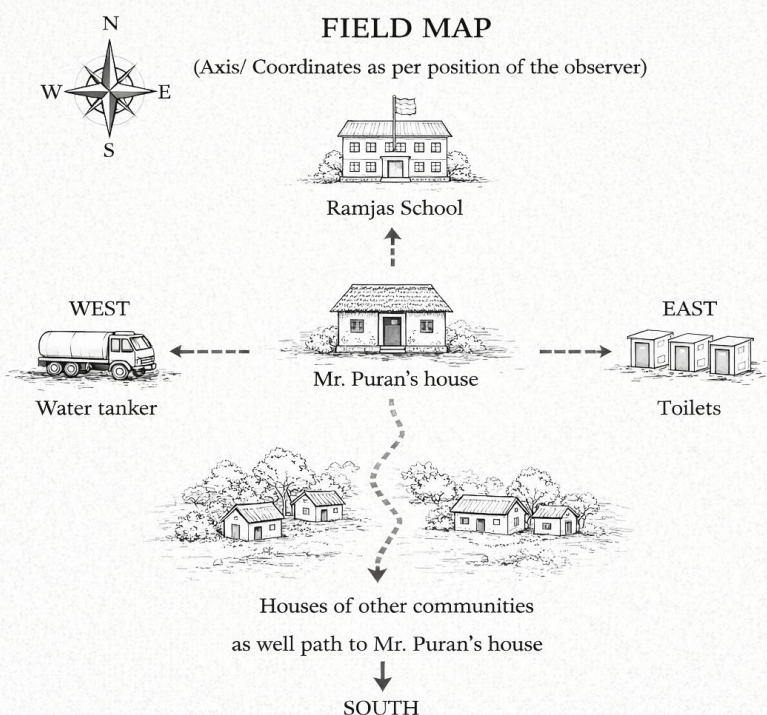 N
FIELD MAP
(Axis/ Coordinates as per position of the observer)
W
E
S
Ramjas School
WEST
EAST
Mr. Puran's house
Water tanker
Toilets
Houses of other communities
as well path to Mr. Puran's house
SOUTH